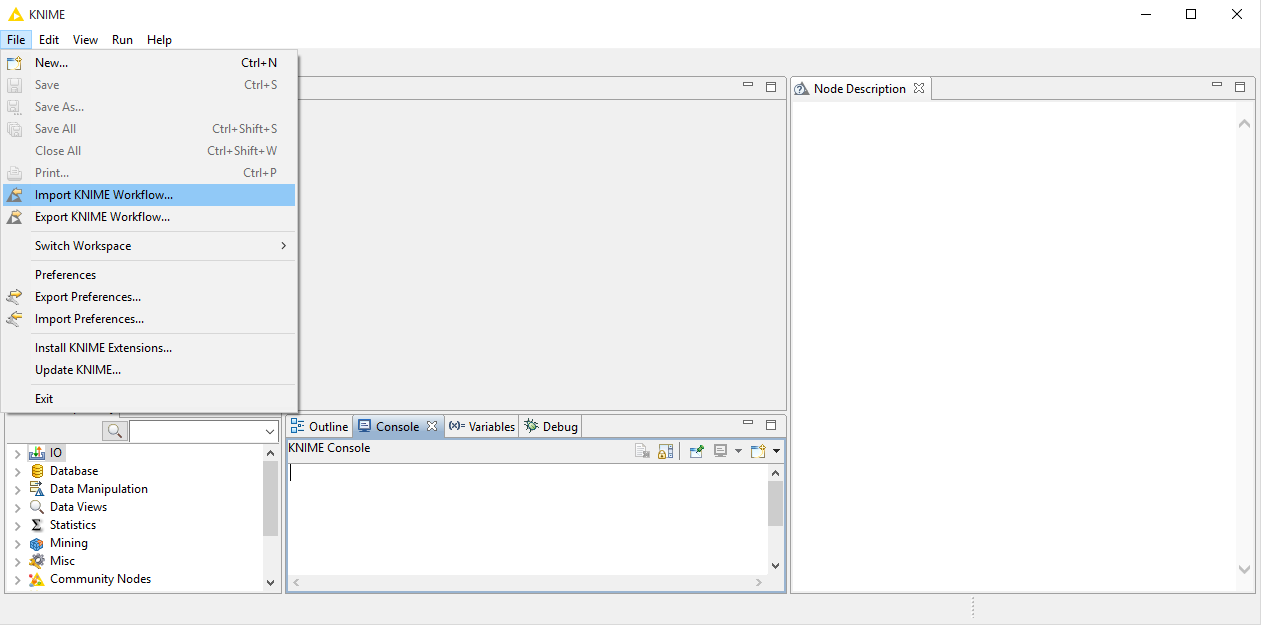 KNIME
File Edit View Run Help
New... Ctrl+N
Save Ctrl+S
Save As...
Save All Ctrl+Shift+S
Close All Ctrl+Shift+W
Print... Ctrl+P
Import KNIME Workflow...
Export KNIME Workflow...
Switch Workspace
Preferences
Export Preferences...
Import Preferences...
Install KNIME Extensions...
Update KNIME...
Exit
Node Description
IO
Database
Data Manipulation
Data Views
Statistics
Mining
Misc
Community Nodes
Outline Console (x)= Variables Debug
KNIME Console